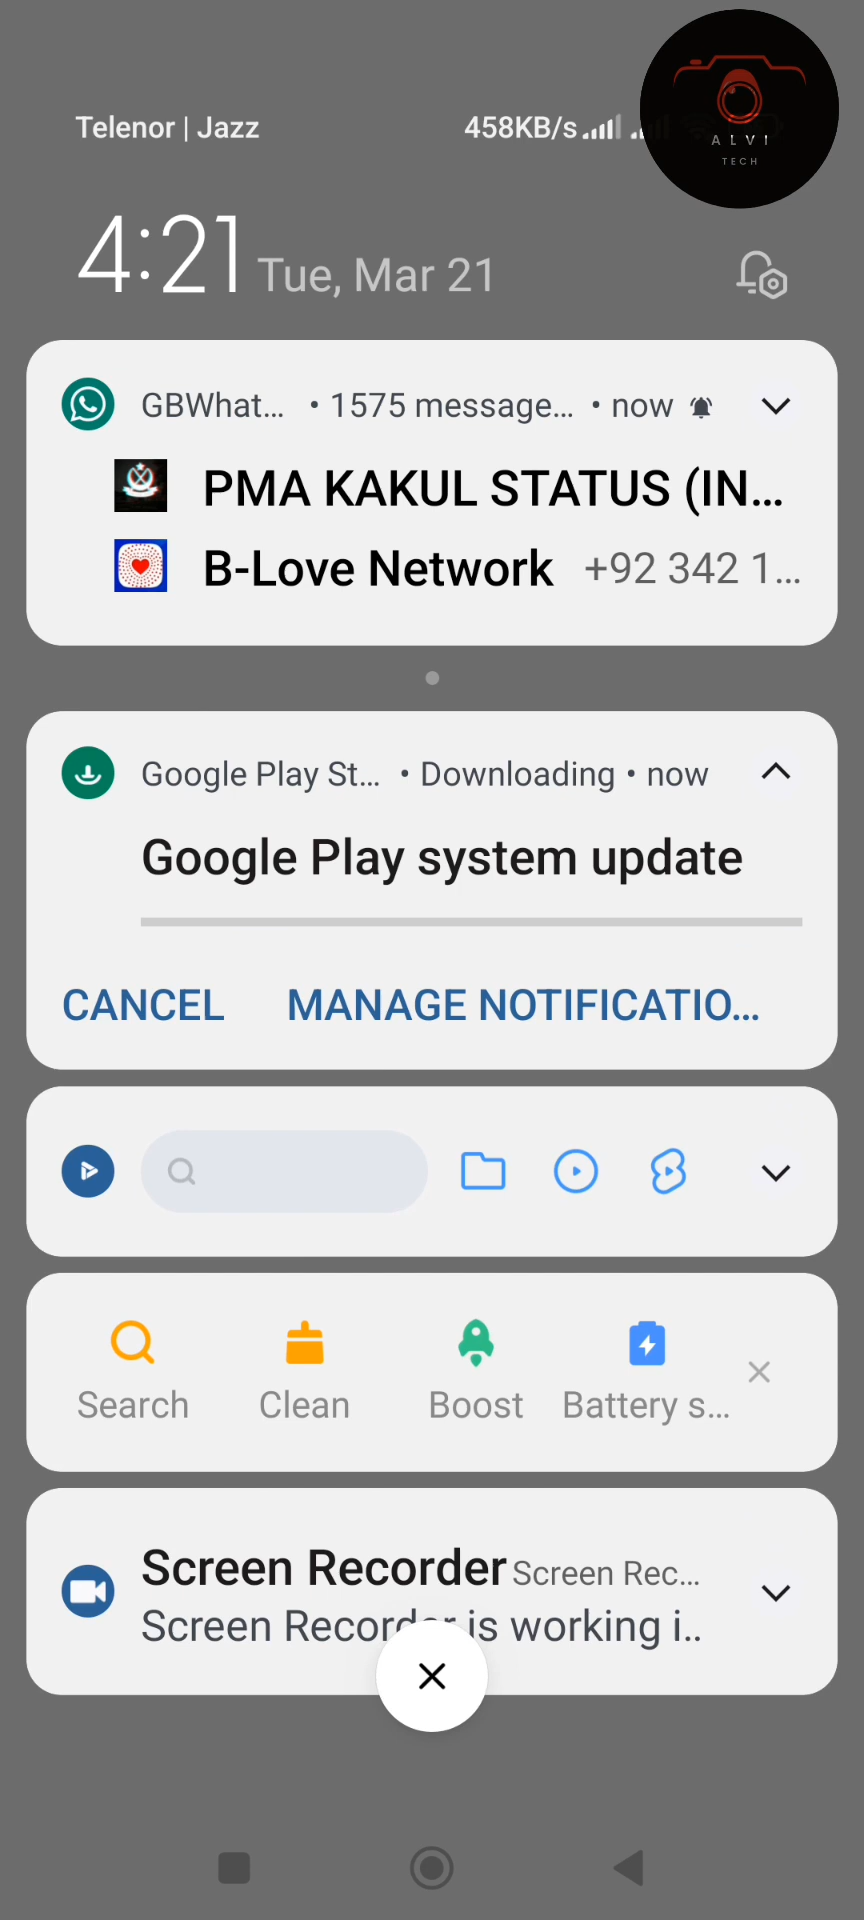 Telenor | Jazz
458KB/s
ALVI
TECH
4:21 Tue, Mar 21
GBWhat... • 1575 message... • now
PMA KAKUL STATUS (IN...
B-Love Network +92 342 1...
Google Play St... • Downloading • now
Google Play system update
CANCEL MANAGE NOTIFICATIO...
Search Clean Boost Battery s...
Screen Recorder Screen Rec...
Screen Recorder is working i..